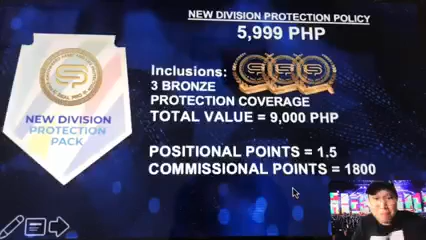 NEW DIVISION PROTECTION POLICY
5,999 PHP
Inclusions:
3 BRONZE
PROTECTION COVERAGE
TOTAL VALUE = 9,000 PHP
POSITIONAL POINTS = 1.5
COMMISSIONAL POINTS = 1800
NEW DIVISION
PROTECTION
PACK